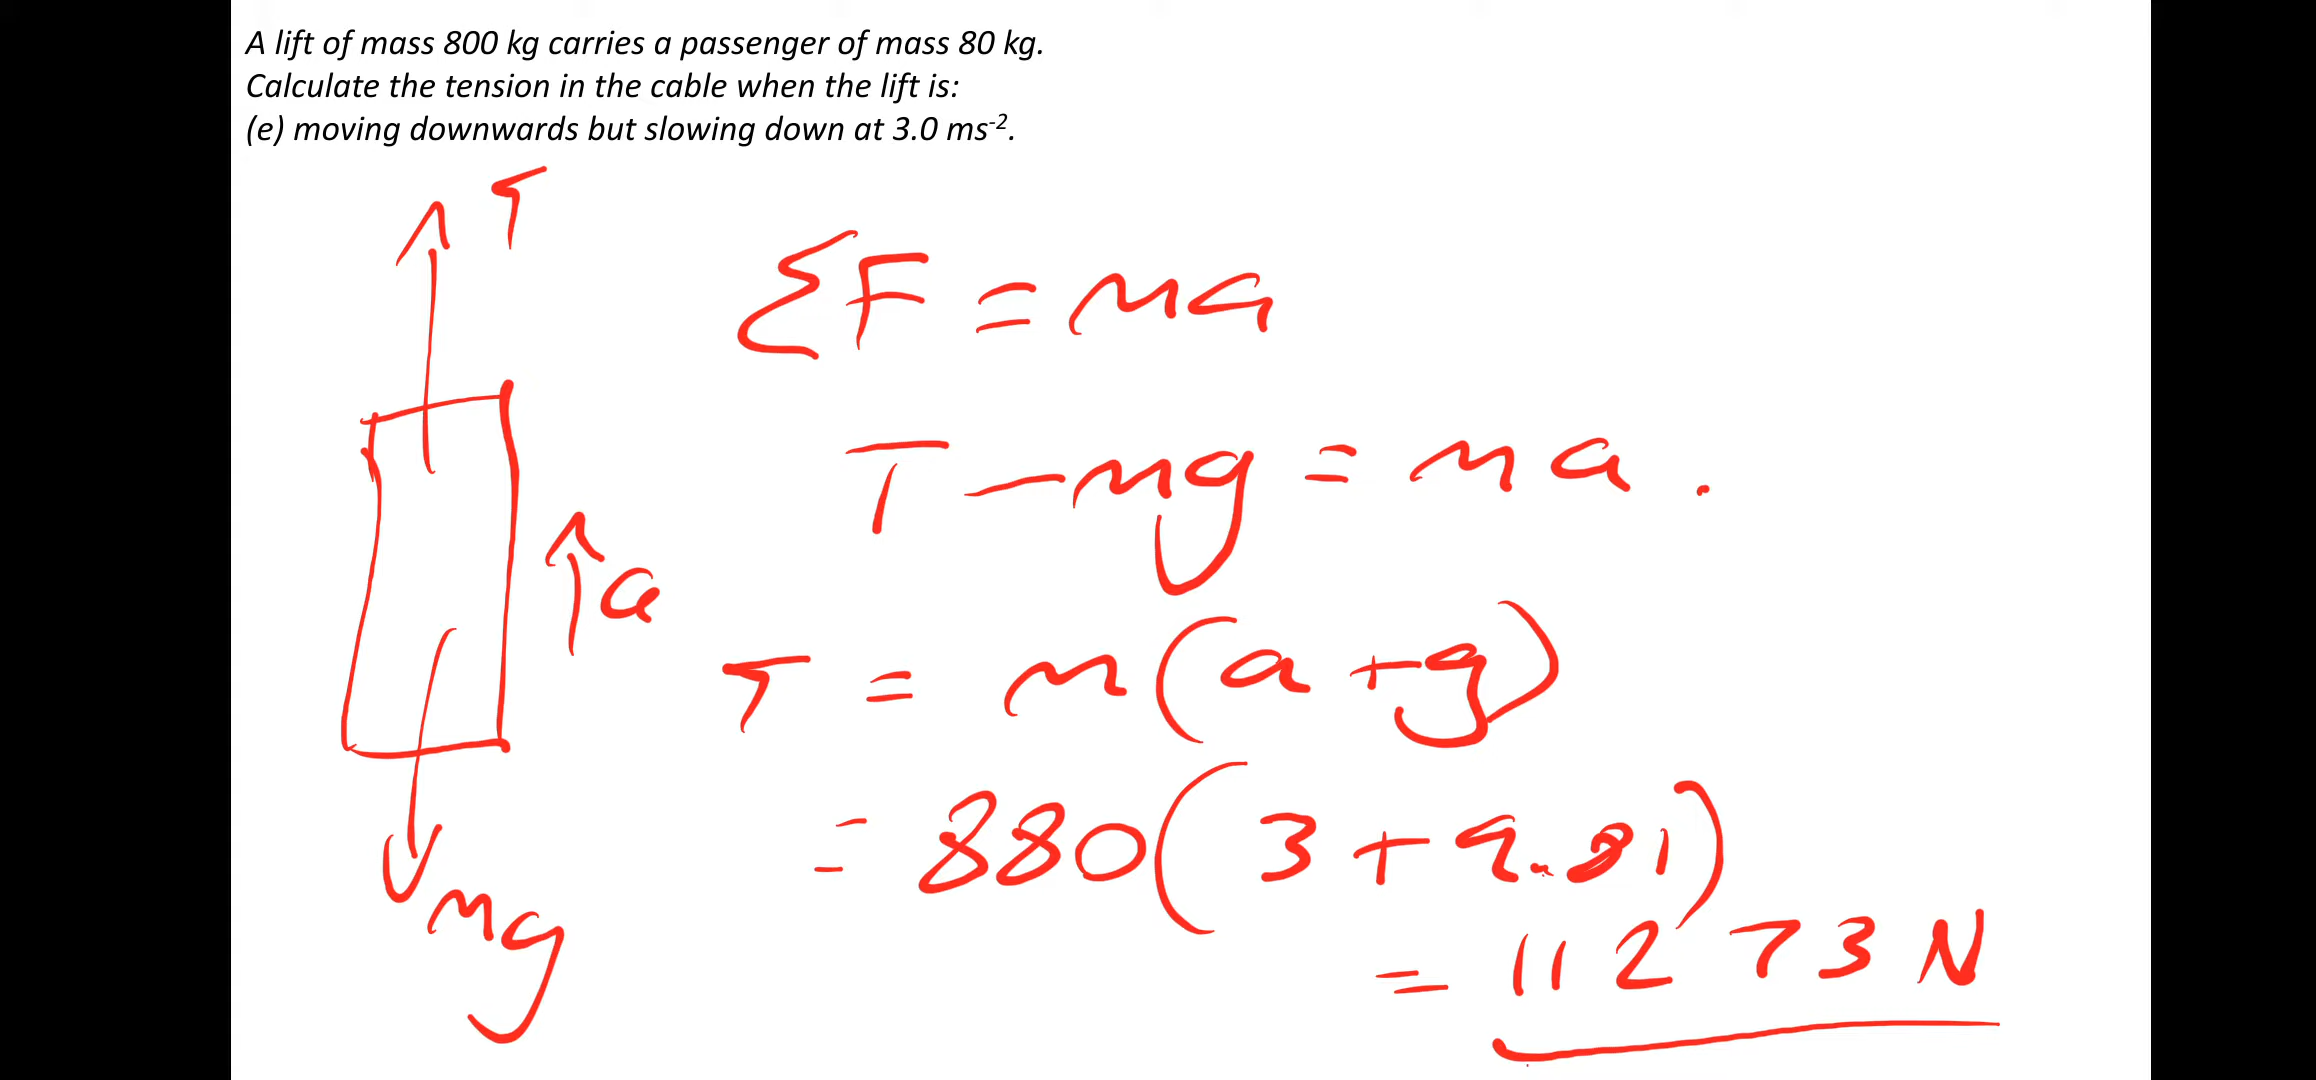 A lift of mass 800 kg carries a passenger of mass 80 kg.
Calculate the tension in the cable when the lift is:
(e) moving downwards but slowing down at 3.0 ms⁻².
T
ΣF = ma
T - mg = ma.
a
T = m(a+g)
= 880(3+9.81)
mg
= 11273 N